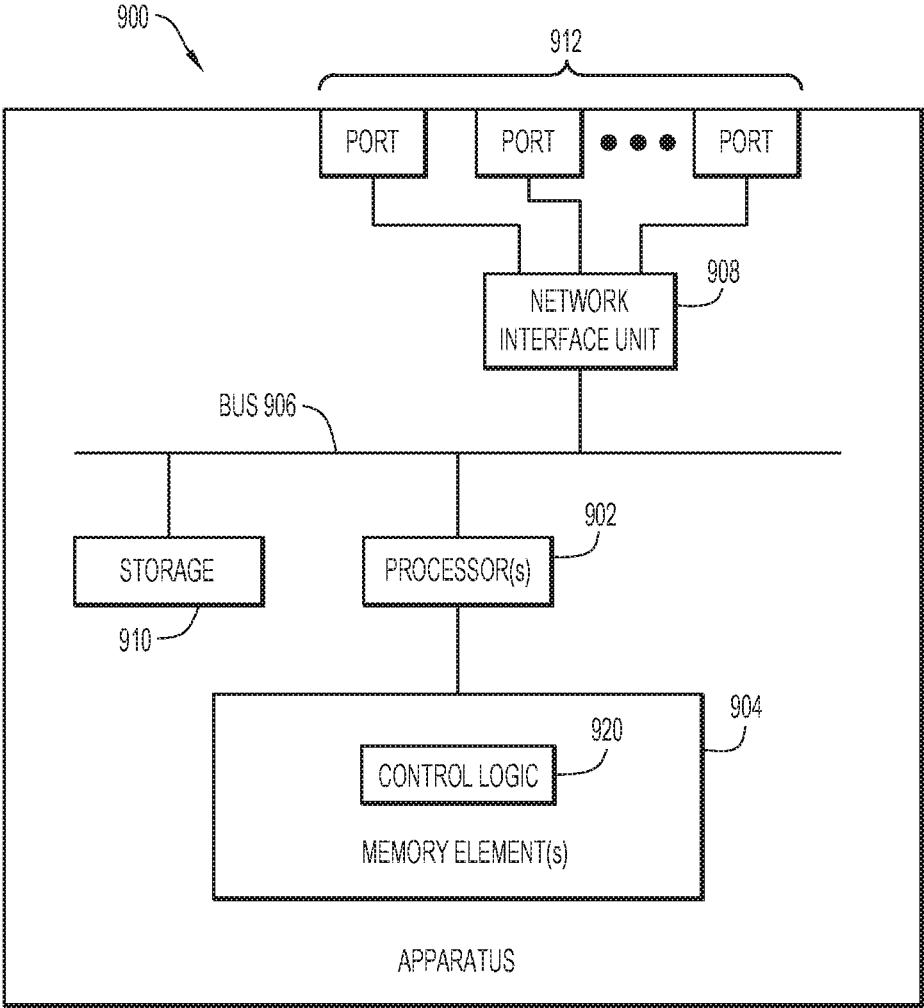 900
912
PORT
PORT
PORT
908
NETWORK
INTERFACE UNIT
BUS 906
902
STORAGE
PROCESSOR(s)
910
904
920
CONTROL LOGIC
MEMORY ELEMENT(s)
APPARATUS